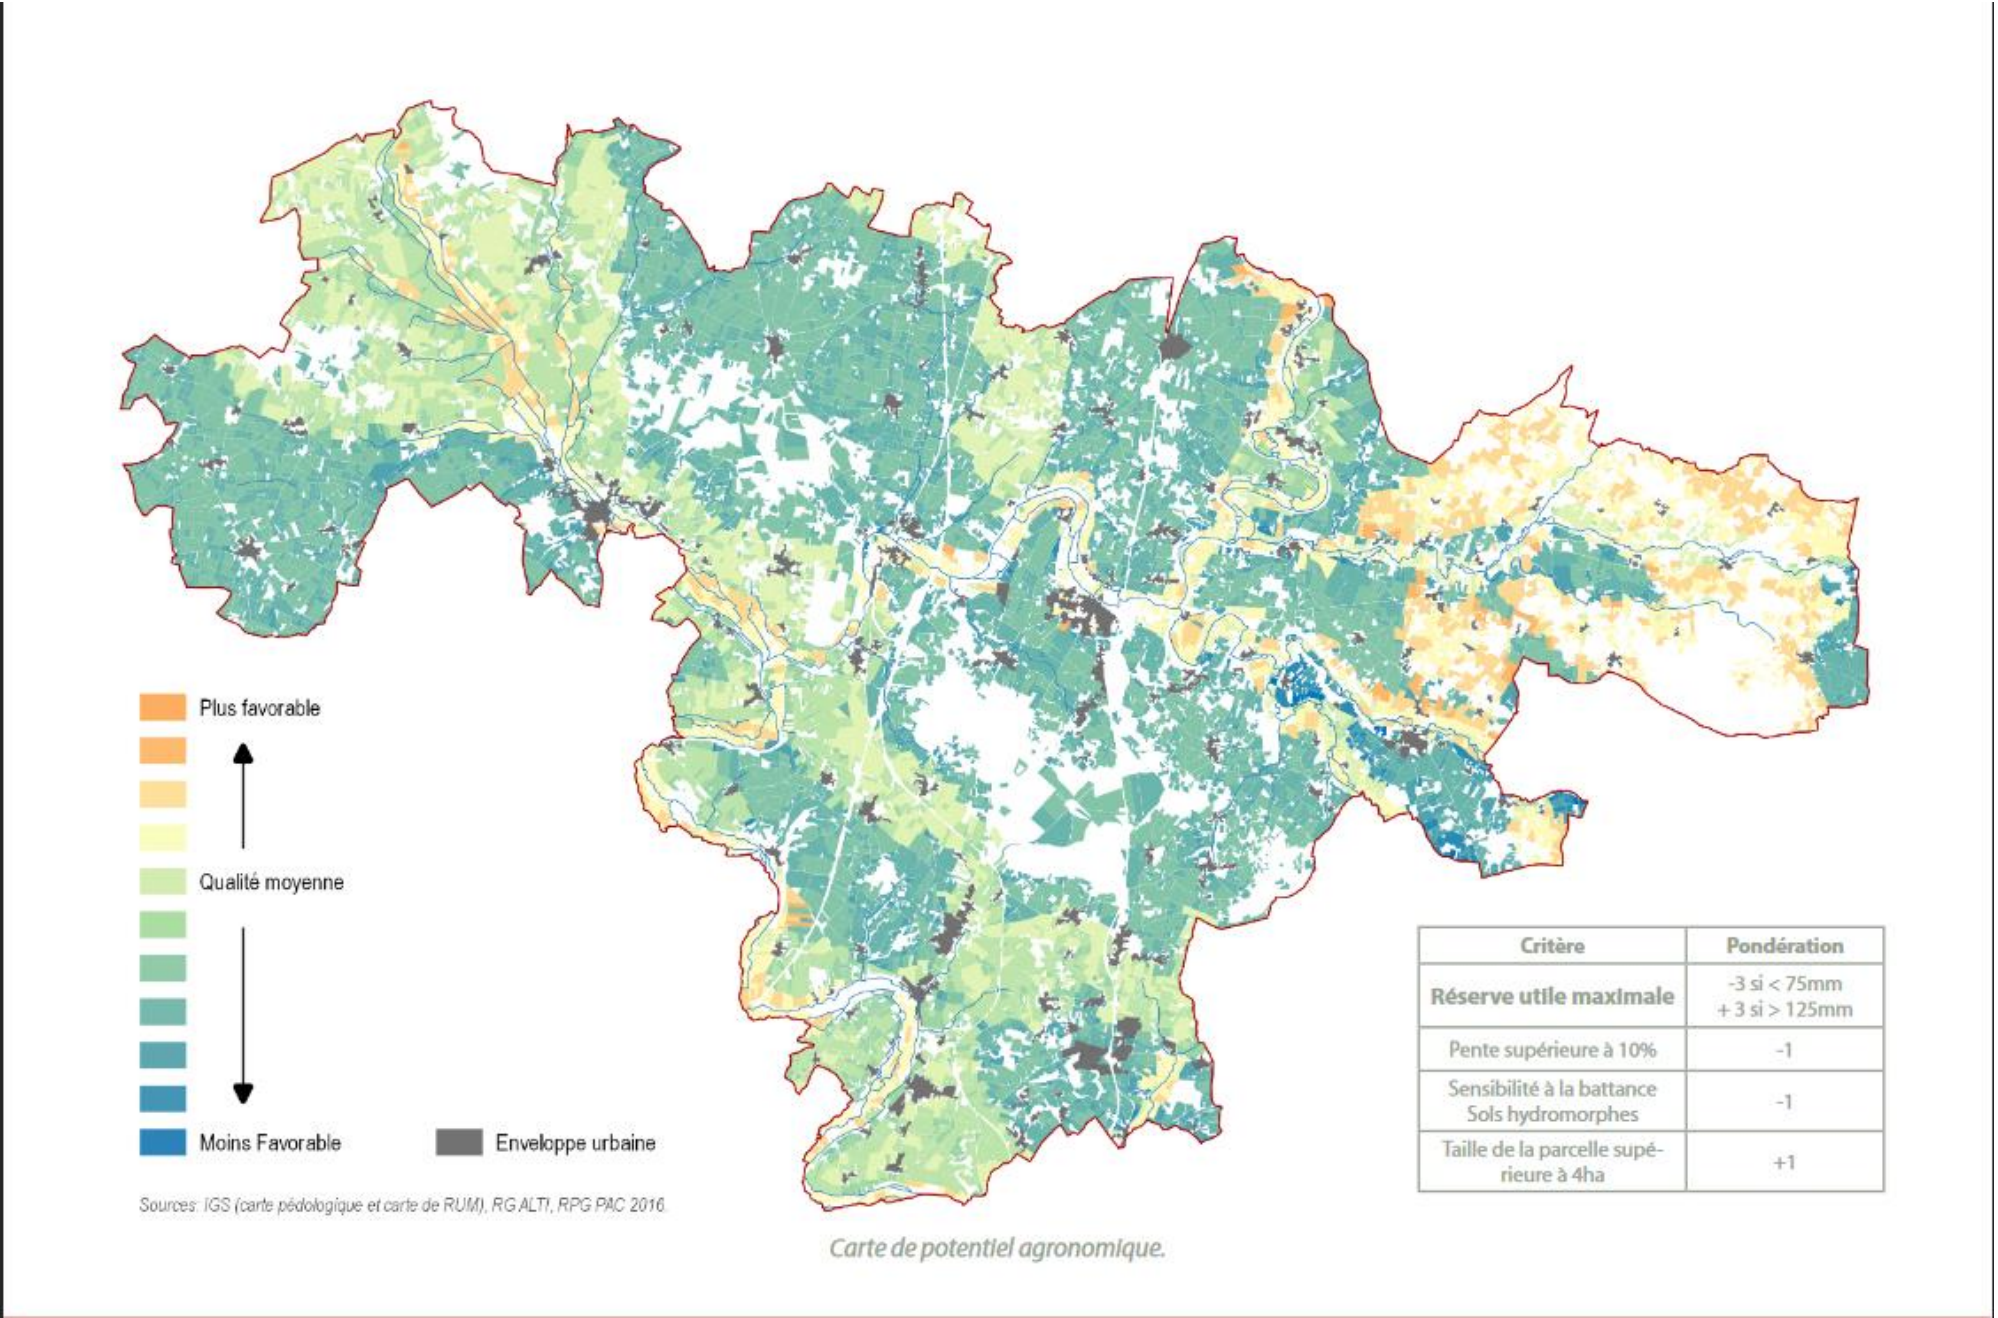 Plus favorable
Qualité moyenne
Moins Favorable
Enveloppe urbaine
Sources: IGS (carte pédologique et carte de RUM), RG ALTI, RPG PAC 2016.
Critère
Pondération
Réserve utile maximale
-3 si < 75mm
+ 3 si > 125mm
Pente supérieure à 10%
-1
Sensibilité à la battance
Sols hydromorphes
-1
Taille de la parcelle supé-
rieure à 4ha
+1
Carte de potentiel agronomique.